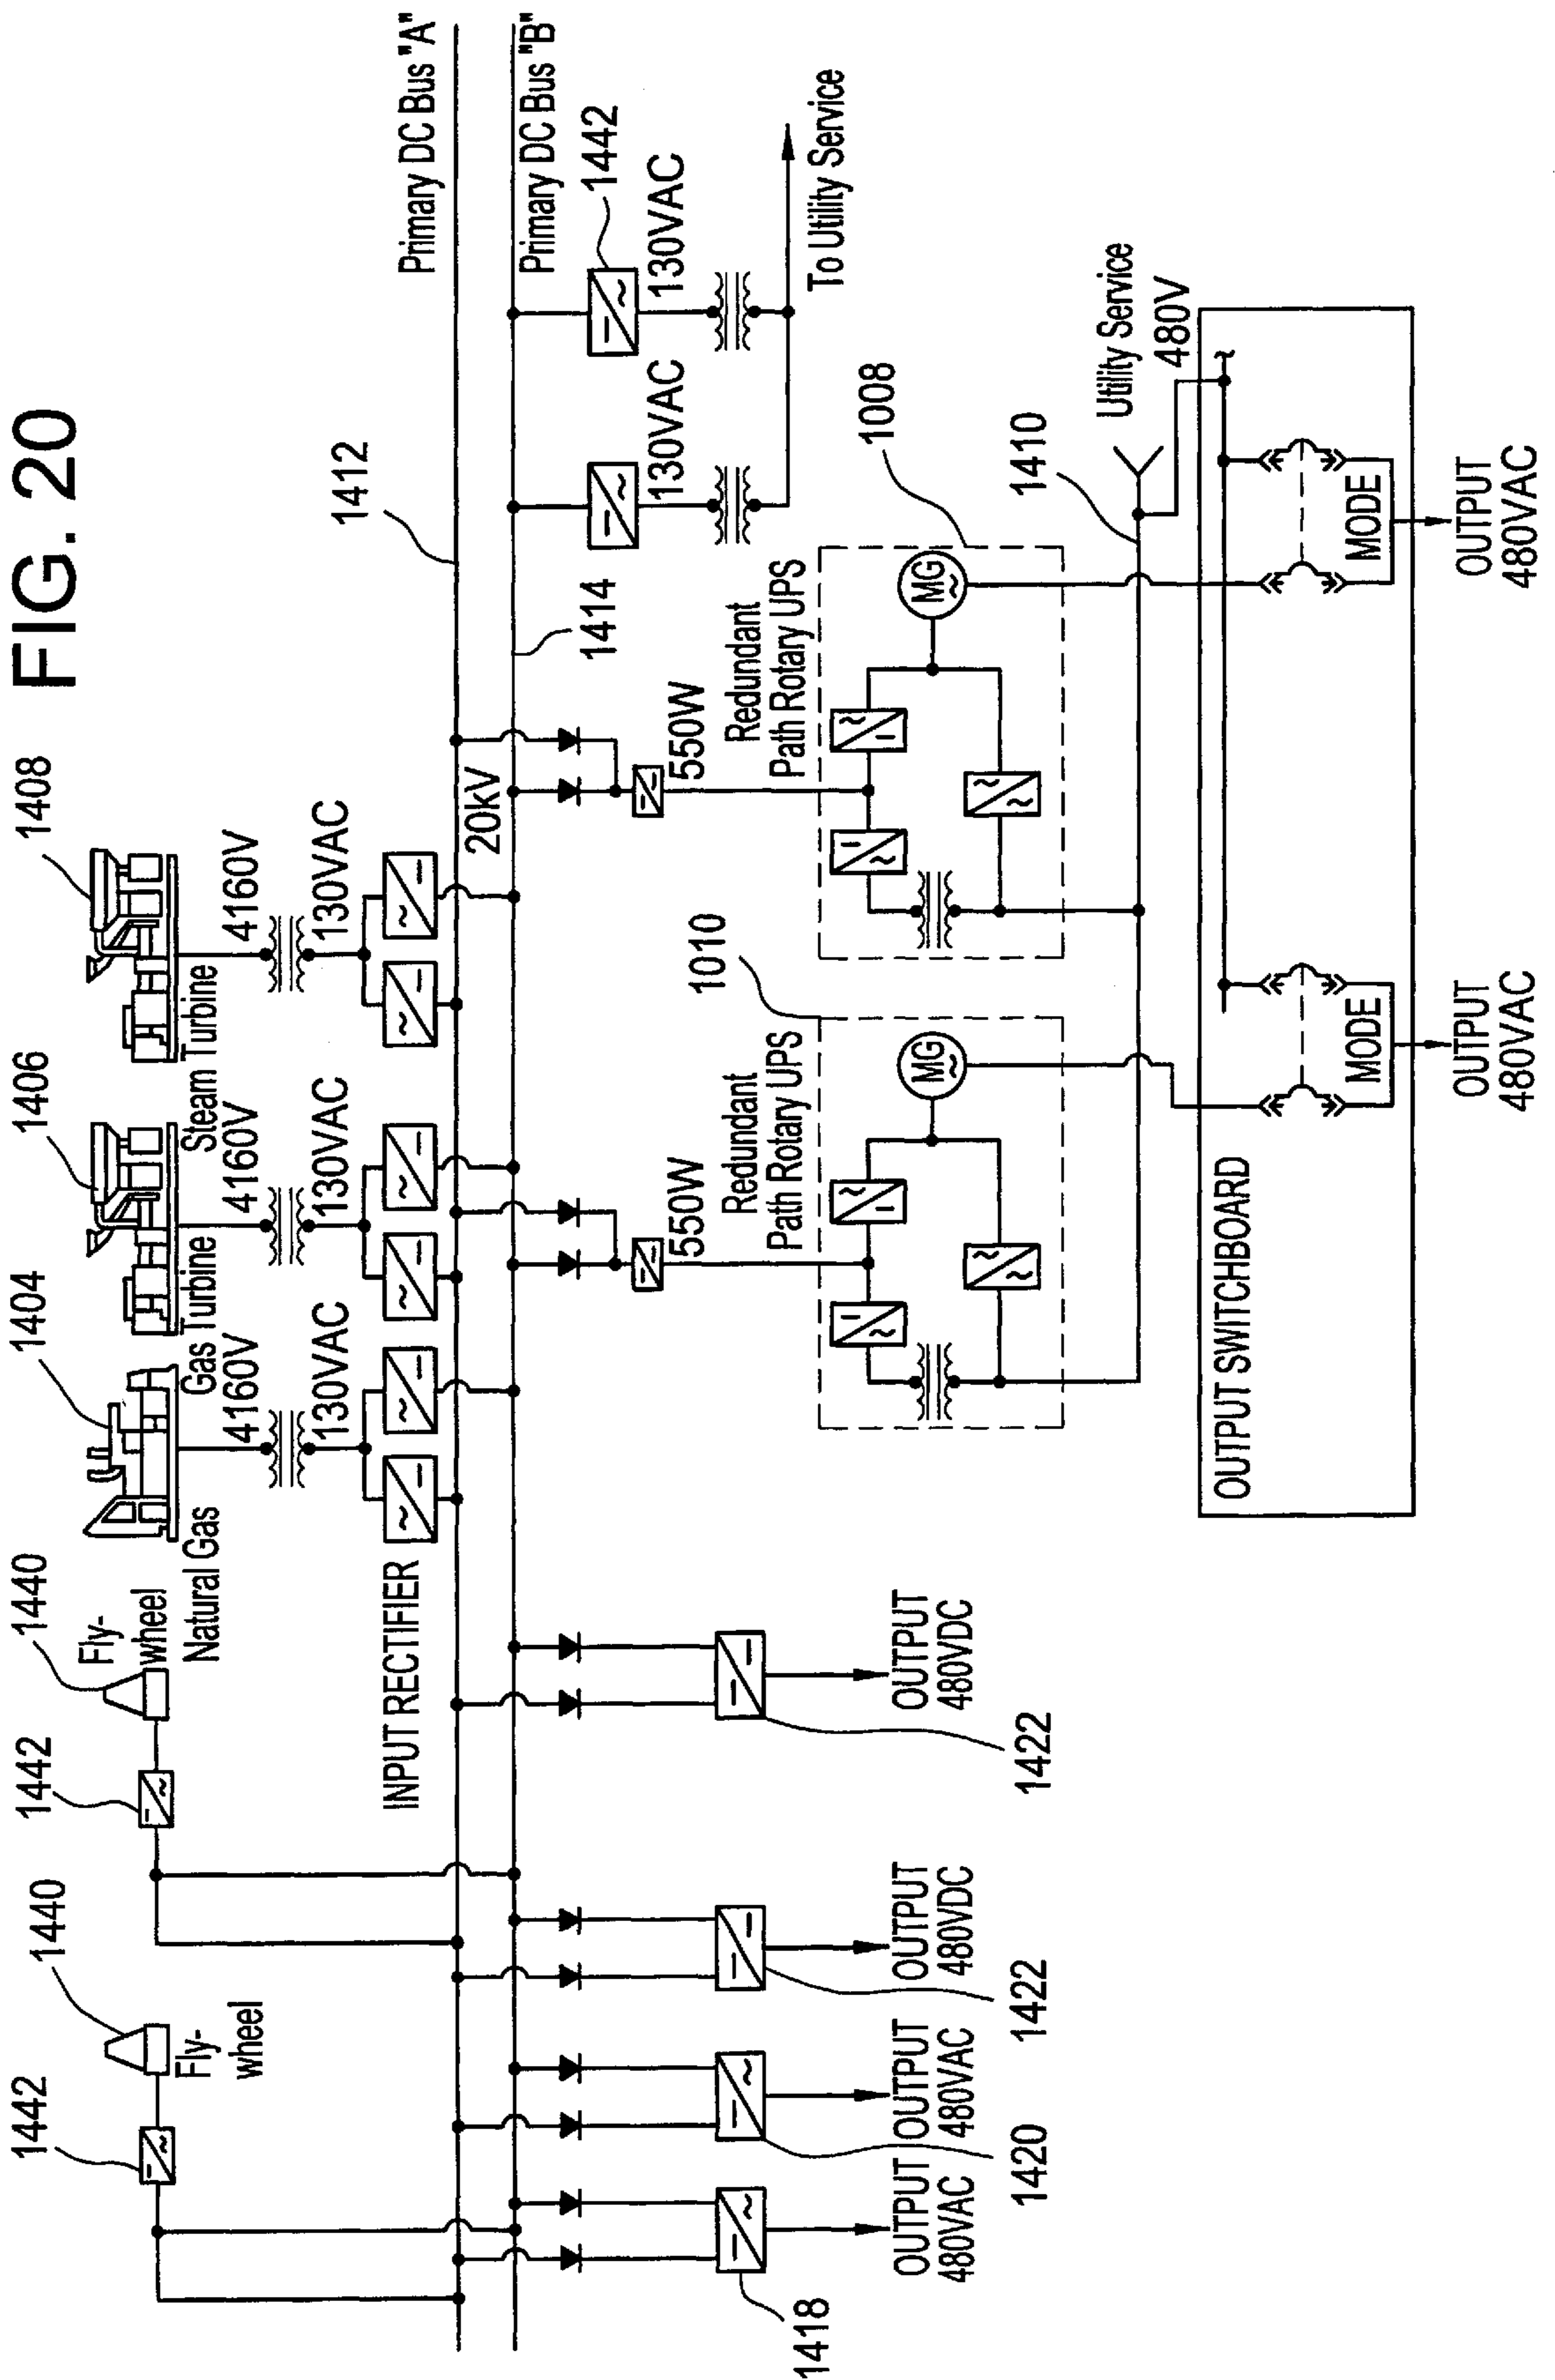 FIG. 20
1442
1440
1442
1440
1404
1406
1408
Fly-
wheel
Fly-
wheel
Natural Gas
Gas Turbine
Steam Turbine
4160V
4160V
4160V
130VAC
130VAC
130VAC
INPUT RECTIFIER
1412
Primary DC Bus "A"
20kV
Primary DC Bus "B"
1414
1442
130VAC
130VAC
To Utility Service
550W
550W
Redundant
Path Rotary UPS
Redundant
Path Rotary UPS
1010
1008
MG
~
MG
~
1418
OUTPUT
480VAC
1420
OUTPUT
480VAC
1422
OUTPUT
480VDC
1422
OUTPUT
480VDC
1410
Utility Service
480V
OUTPUT SWITCHBOARD
MODE
MODE
OUTPUT
480VAC
OUTPUT
480VAC